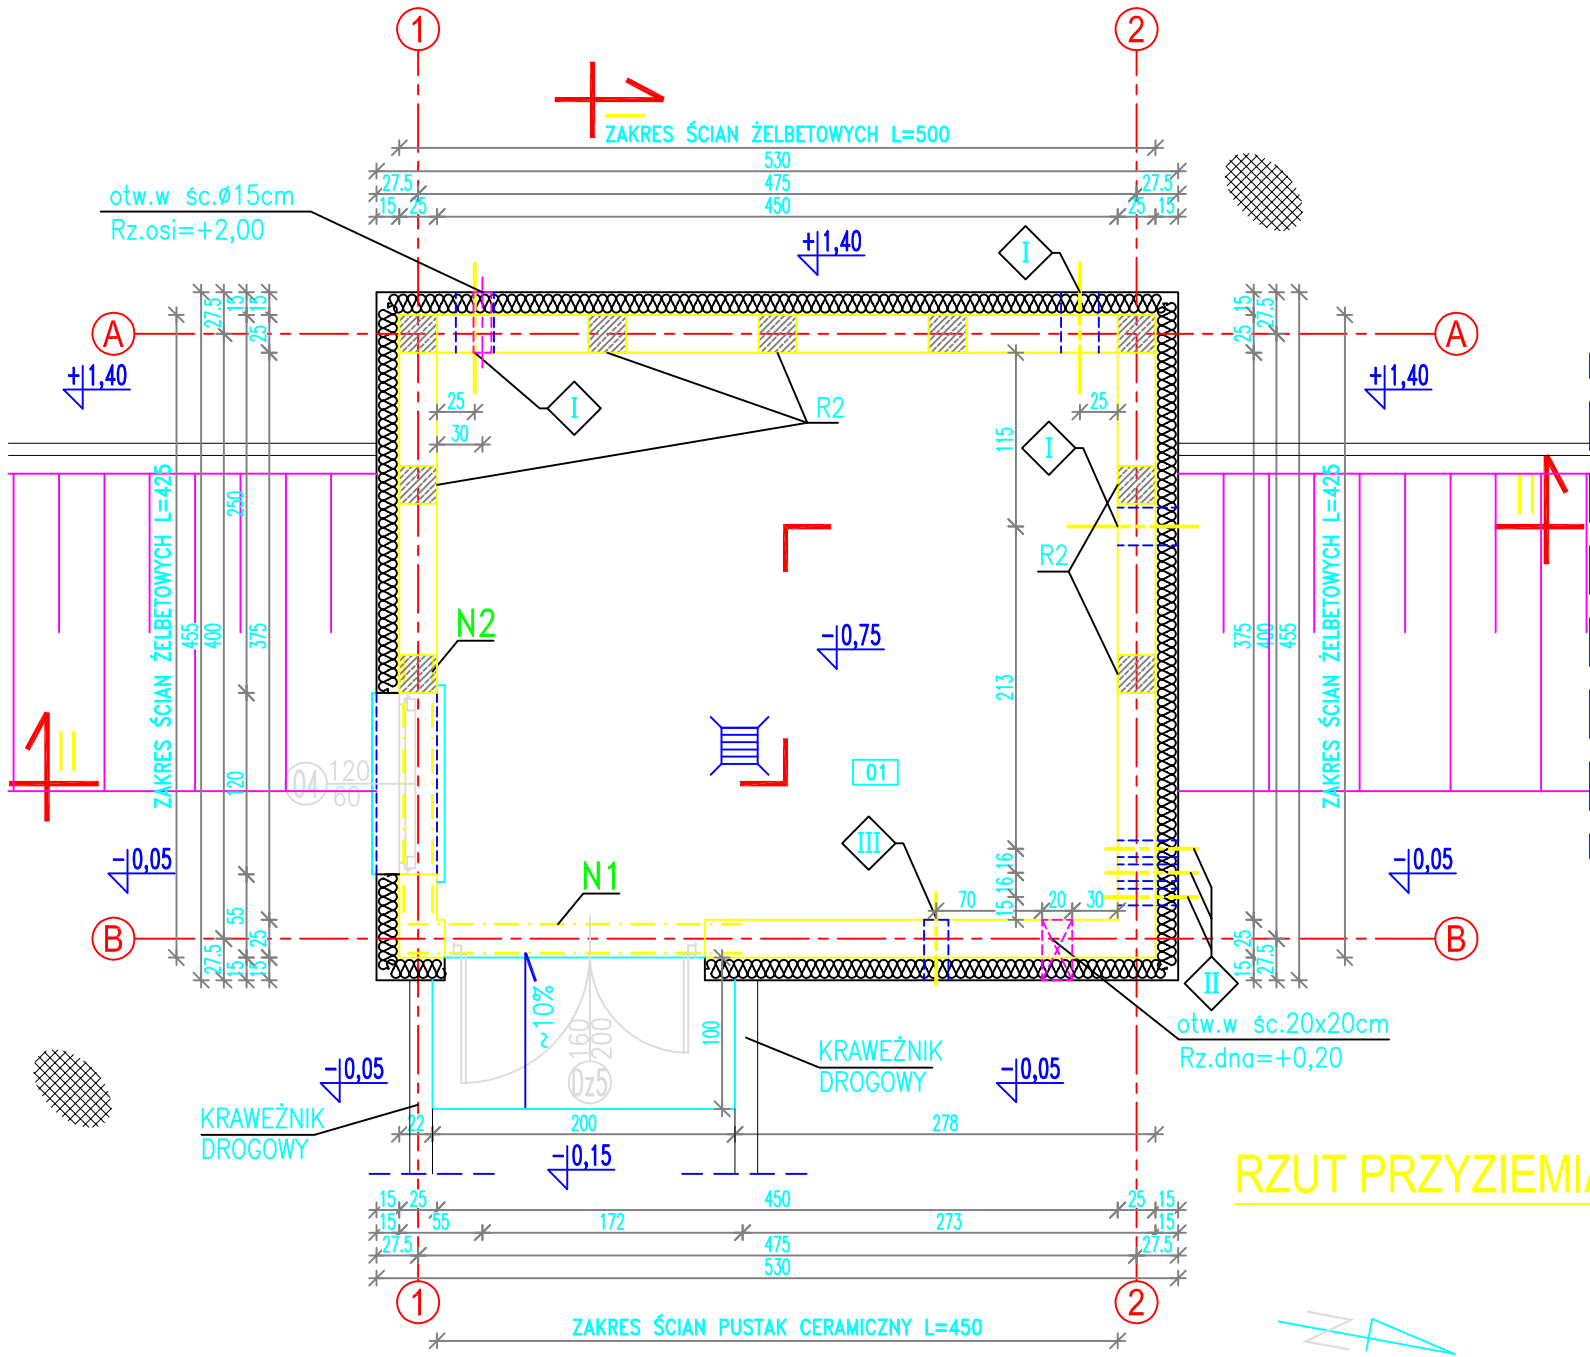 1
2
ZAKRES ŚCIAN ŻELBETOWYCH L=500
530
27.5
475
27.5
15
25
450
25
15
otw.w śc.ø15cm
Rz.osi=+2,00
+1,40
I
A
A
27.5
15
15
25
15
27.5
25
+1,40
+1,40
25
30
I
R2
25
I
115
ZAKRES ŚCIAN ŻELBETOWYCH L=425
455
400
250
375
R2
ZAKRES ŚCIAN ŻELBETOWYCH L=425
375
400
455
N2
-0,75
213
II
II
120
04
120
60
01
III
-0,05
-0,05
N1
16
16
15
70
20
30
55
B
B
27.5
15
25
15
25
15
27.5
II
~10%
160
200
Dz5
100
otw.w śc.20x20cm
Rz.dna=+0,20
KRAWEŻNIK
DROGOWY
-0,05
-0,05
KRAWEŻNIK
DROGOWY
22
200
278
-0,15
RZUT PRZYZIEMIA
15
25
450
25
15
15
55
172
273
15
27.5
475
27.5
530
1
2
ZAKRES ŚCIAN PUSTAK CERAMICZNY L=450
N